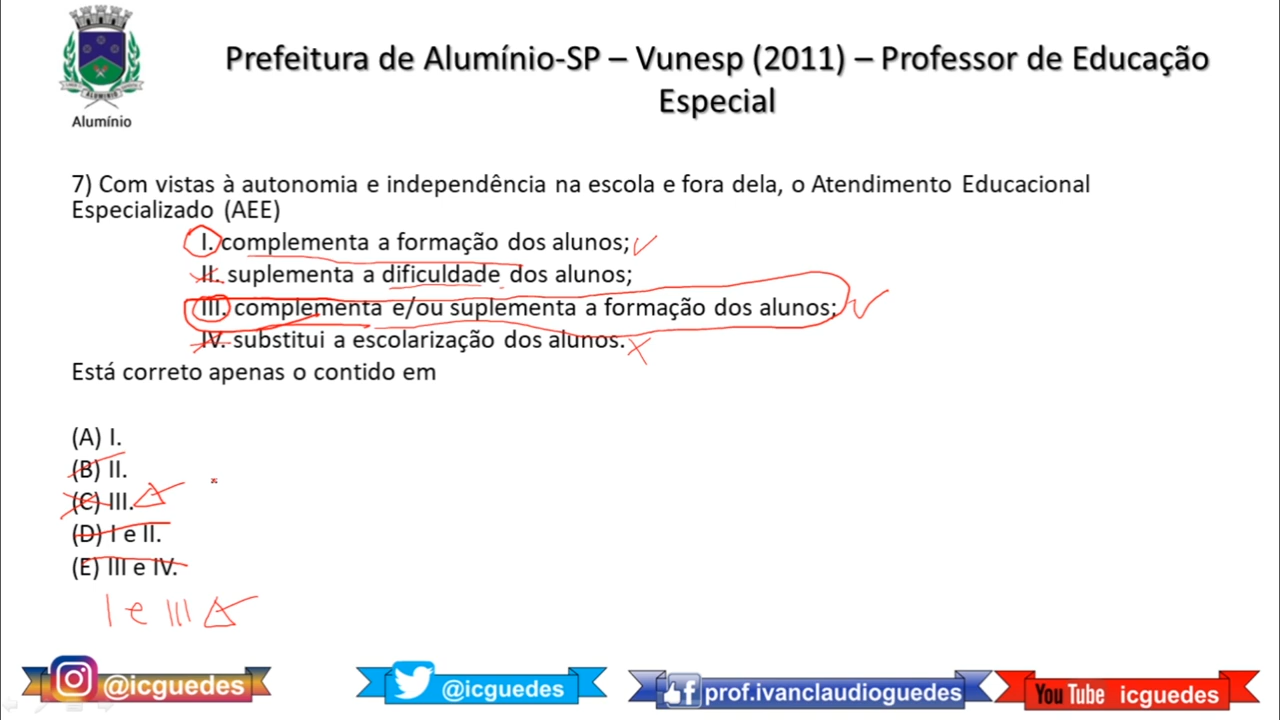 Prefeitura de Alumínio-SP – Vunesp (2011) – Professor de Educação
Especial
ALUMÍNIO
Alumínio
7) Com vistas à autonomia e independência na escola e fora dela, o Atendimento Educacional
Especializado (AEE)
I. complementa a formação dos alunos;
II. suplementa a dificuldade dos alunos;
III. complementa e/ou suplementa a formação dos alunos;
IV. substitui a escolarização dos alunos.
Está correto apenas o contido em
(A) I.
(B) II.
(C) III.
(D) I e II.
(E) III e IV.
I e III
@icguedes
@icguedes
prof.ivanclaudioguedes
YouTube icguedes